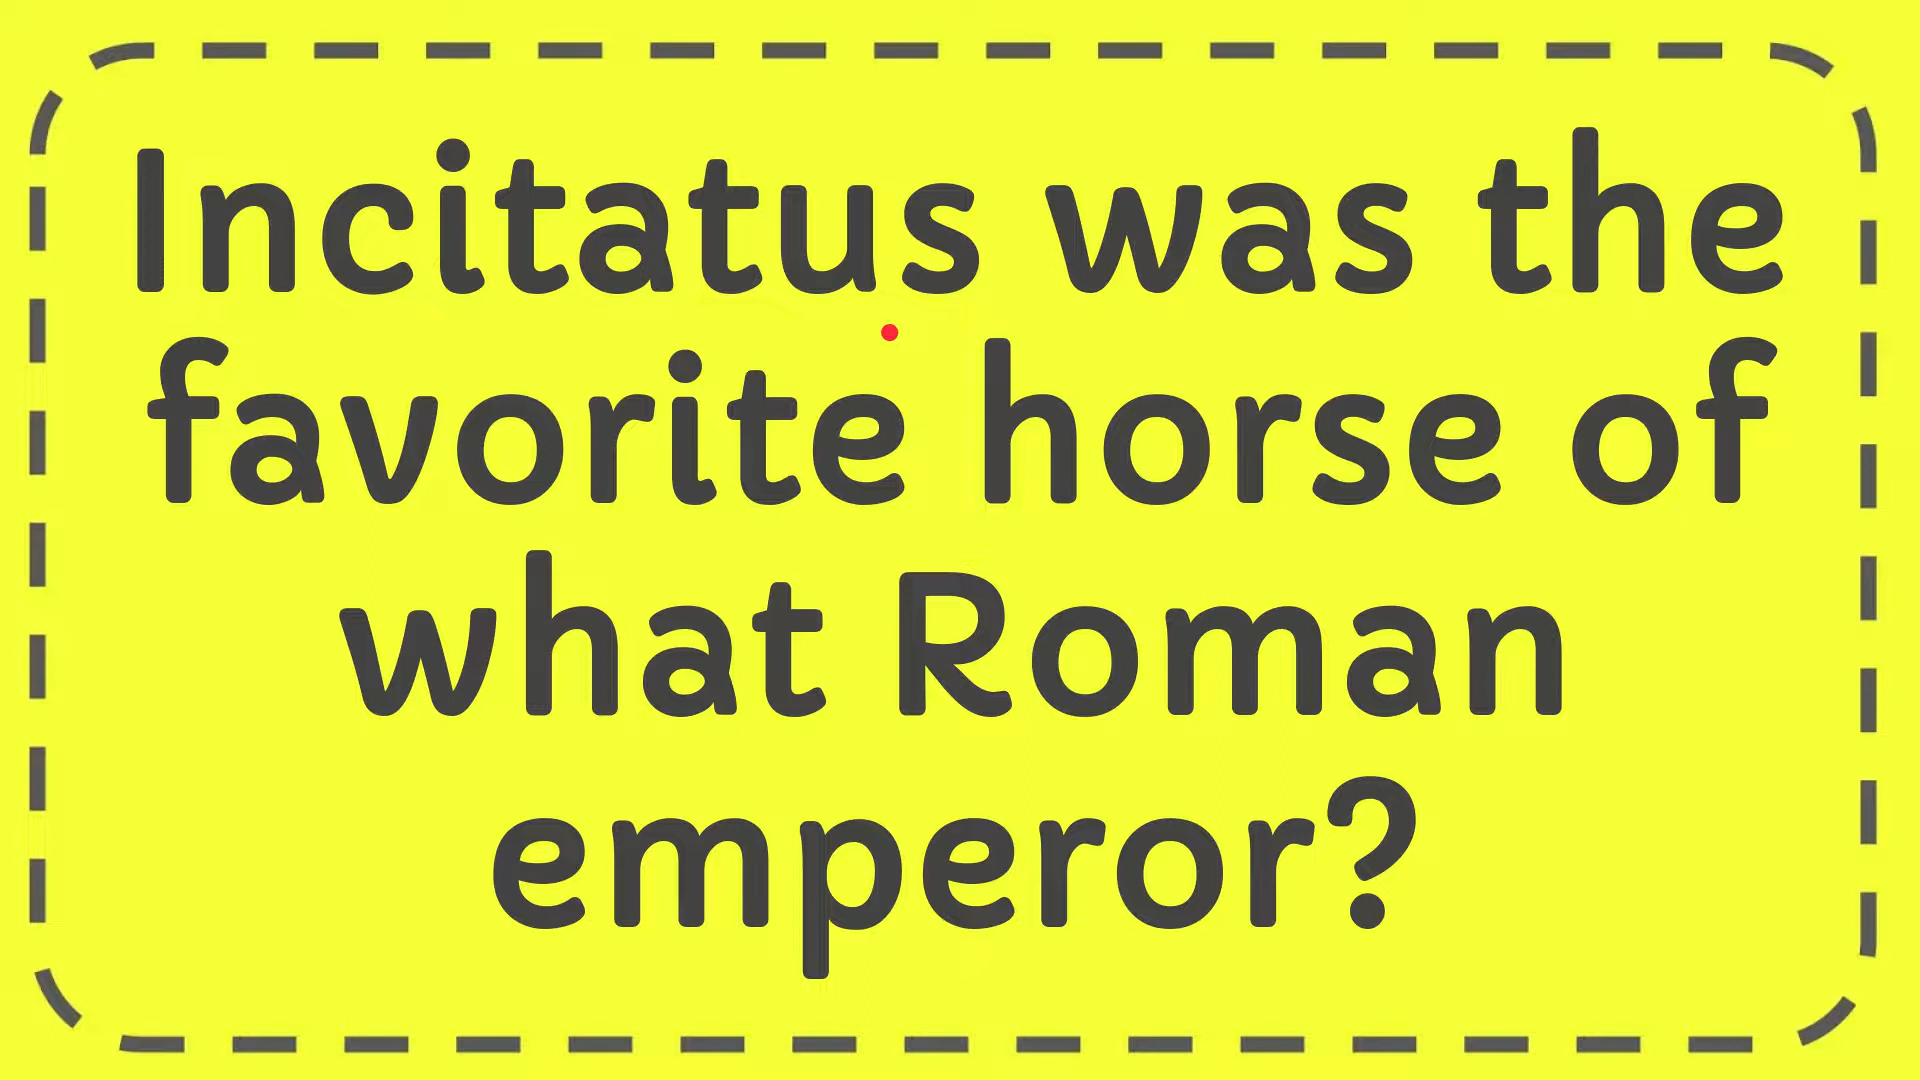 Incitatus was the
favorite horse of
what Roman
emperor?